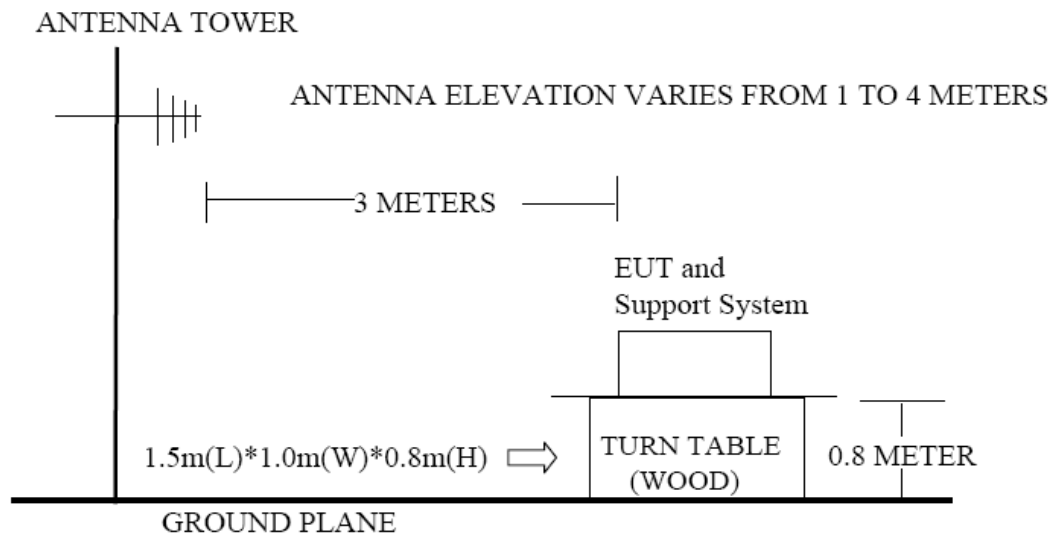 ANTENNA TOWER
ANTENNA ELEVATION VARIES FROM 1 TO 4 METERS
3 METERS
EUT and
Support System
1.5m(L)*1.0m(W)*0.8m(H)
TURN TABLE
(WOOD)
0.8 METER
GROUND PLANE